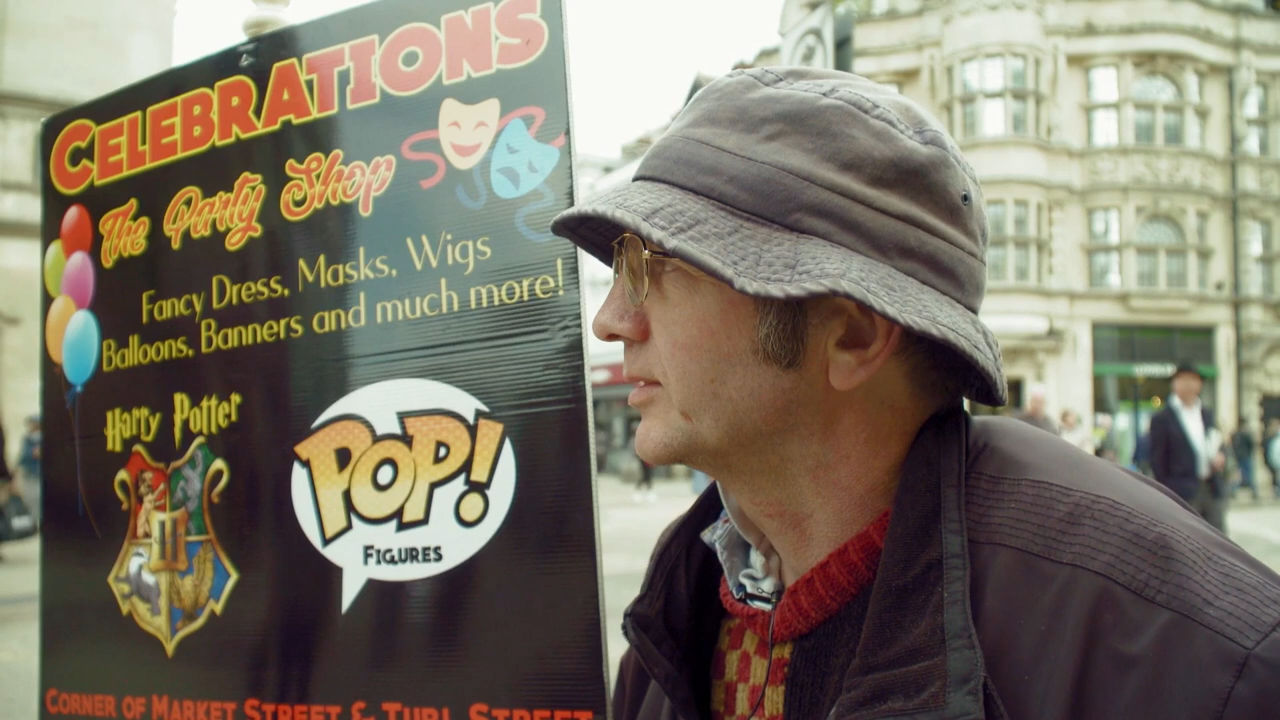 CELEBRATIONS
The Party Shop
Fancy Dress, Masks, Wigs
Balloons, Banners and much more!
Harry Potter
POP!
FIGURES
CORNER OF MARKET STREET & TURL STREET